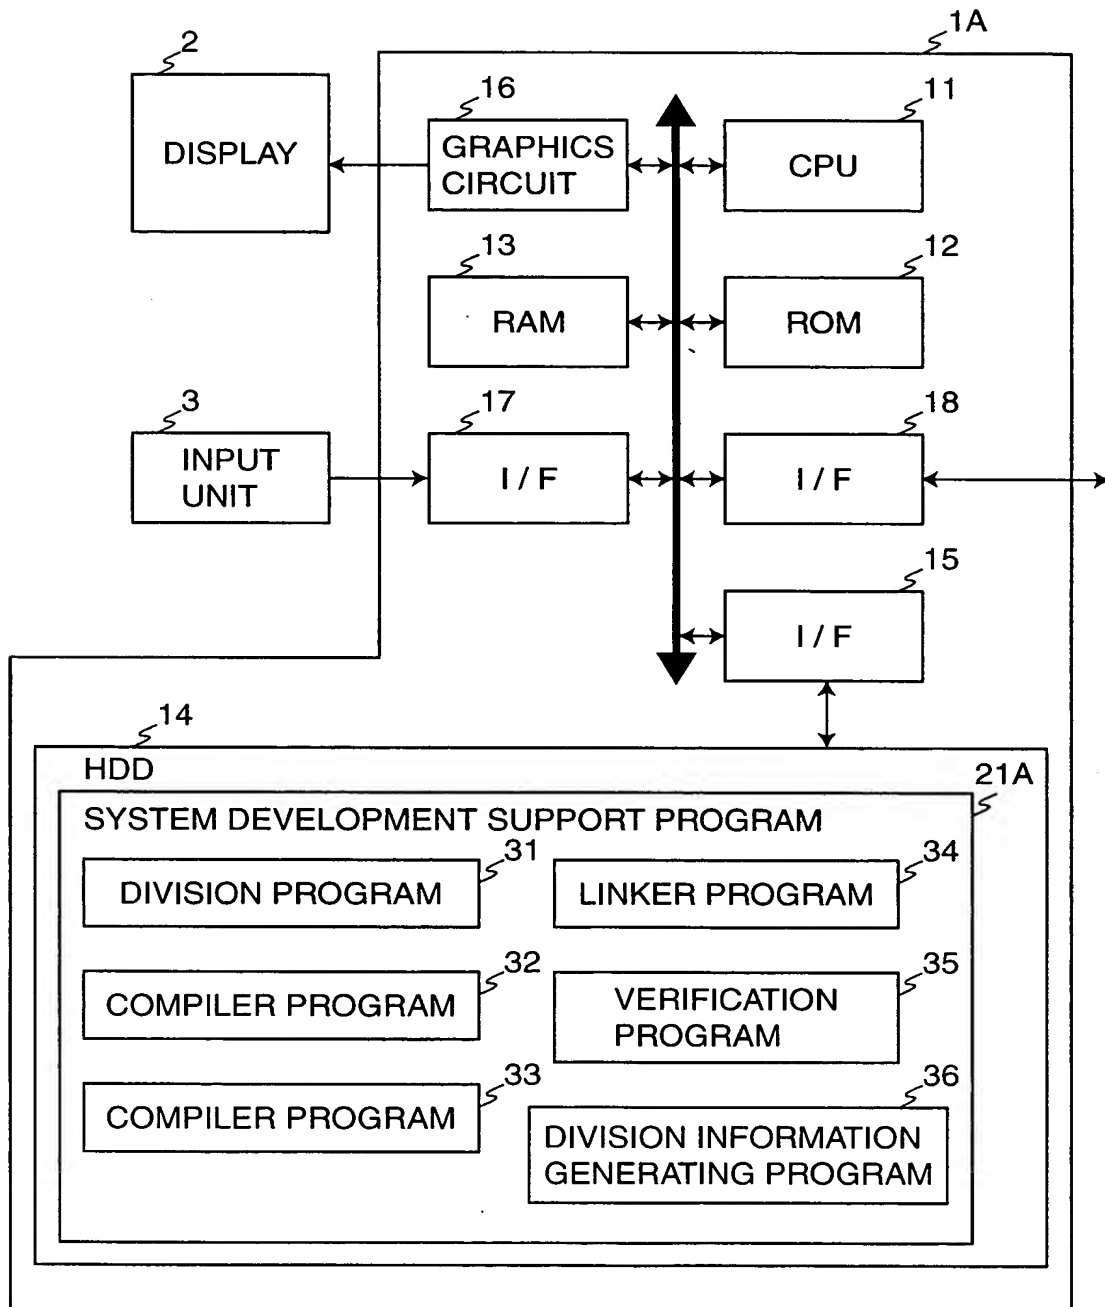 1A
2
16
11
DISPLAY
GRAPHICS
CIRCUIT
CPU
13
12
RAM
ROM
3
17
18
INPUT
UNIT
I / F
I / F
15
I / F
14
HDD
21A
SYSTEM DEVELOPMENT SUPPORT PROGRAM
31
34
DIVISION PROGRAM
LINKER PROGRAM
32
35
COMPILER PROGRAM
VERIFICATION
PROGRAM
33
36
COMPILER PROGRAM
DIVISION INFORMATION
GENERATING PROGRAM